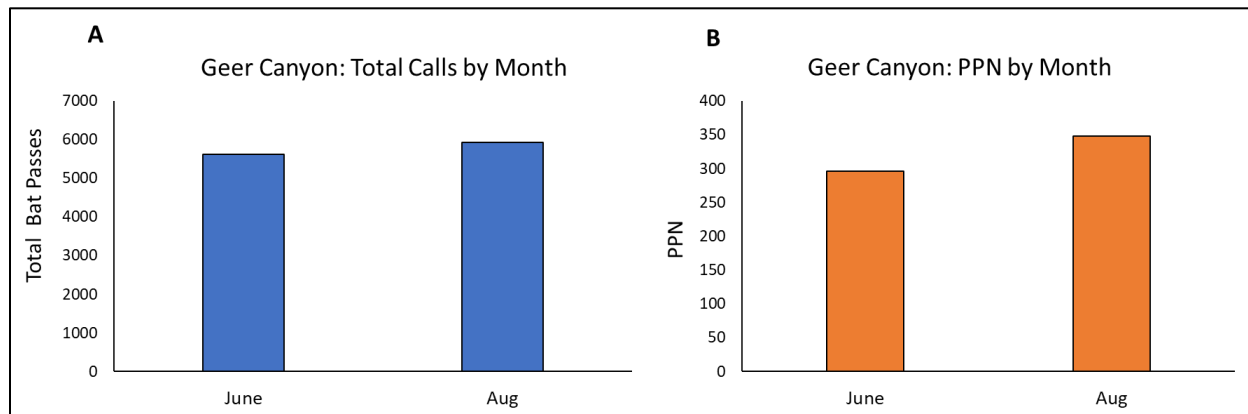 A
Geer Canyon: Total Calls by Month
7000
6000
5000
4000
3000
2000
1000
0
Total Bat Passes
June Aug
B
Geer Canyon: PPN by Month
400
350
300
250
200
150
100
50
0
PPN
June Aug